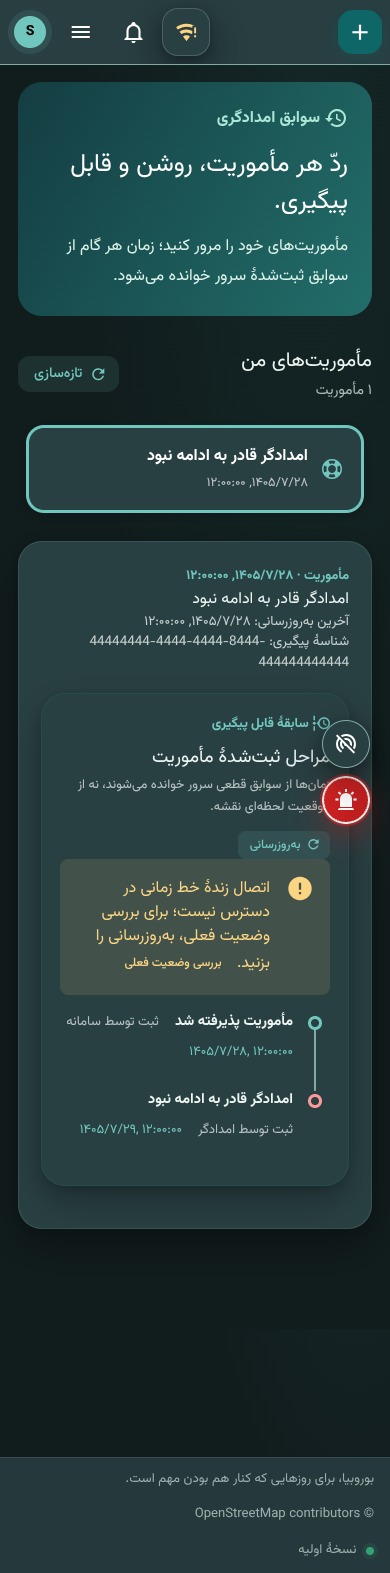 S
سوابق امدادگری
ردّ هر مأموریت، روشن و قابل
پیگیری.
مأموریت‌های خود را مرور کنید؛ زمان هر گام از
سوابق ثبت‌شدهٔ سرور خوانده می‌شود.
مأموریت‌های من
۱ مأموریت
تازه‌سازی
امدادگر قادر به ادامه نبود
۱۴۰۵/۷/۲۸, ۱۲:۰۰:۰۰
مأموریت · ۱۴۰۵/۷/۲۸, ۱۲:۰۰:۰۰
امدادگر قادر به ادامه نبود
آخرین به‌روزرسانی: ۱۴۰۵/۷/۲۸, ۱۲:۰۰:۰۰
شناسهٔ پیگیری: 44444444-4444-4444-8444-
444444444444
سابقهٔ قابل پیگیری
مراحل ثبت‌شدهٔ مأموریت
زمان‌ها از سوابق قطعی سرور خوانده می‌شوند، نه از
موقعیت لحظه‌ای نقشه.
به‌روزرسانی
اتصال زندهٔ خط زمانی در
دسترس نیست؛ برای بررسی
وضعیت فعلی، به‌روزرسانی را
بزنید. بررسی وضعیت فعلی
مأموریت پذیرفته شد ثبت توسط سامانه
۱۴۰۵/۷/۲۸, ۱۲:۰۰:۰۰
امدادگر قادر به ادامه نبود
ثبت توسط امدادگر ۱۴۰۵/۷/۲۹, ۱۲:۰۰:۰۰
بوروبیا، برای روزهایی که کنار هم بودن مهم است.
© OpenStreetMap contributors
نسخهٔ اولیه